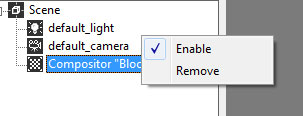 Scene
default_light
default_camera
Compositor "Bloc
Enable
Remove